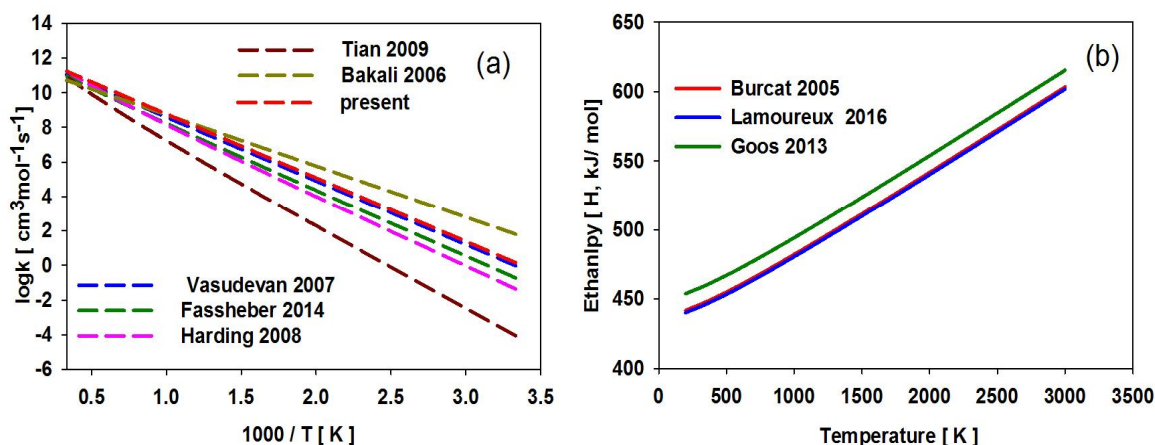 (a)
Tian 2009
Bakali 2006
present
Vasudevan 2007
Fassheber 2014
Harding 2008
14
12
10
8
6
4
2
0
-2
-4
-6
logk [ cm³mol⁻¹s⁻¹]
0.5 1.0 1.5 2.0 2.5 3.0 3.5
1000 / T [ K ]
(b)
Burcat 2005
Lamoureux 2016
Goos 2013
650
600
550
500
450
400
Ethanlpy [ H, kJ/ mol]
0 500 1000 1500 2000 2500 3000 3500
Temperature [ K ]